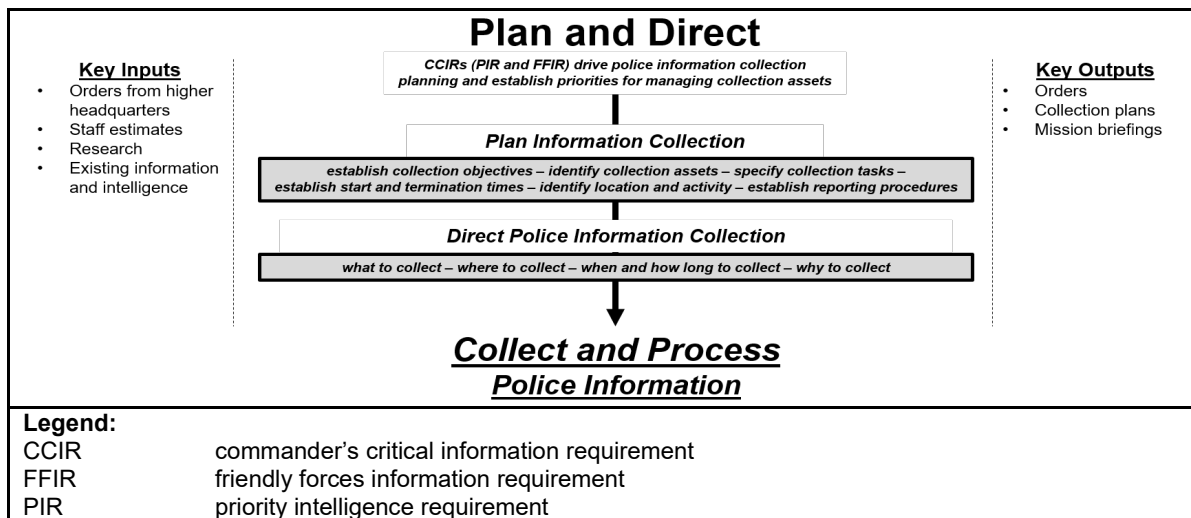 Plan and Direct
Key Inputs
• Orders from higher
headquarters
• Staff estimates
• Research
• Existing information
and intelligence
CCIRs (PIR and FFIR) drive police information collection
planning and establish priorities for managing collection assets
Plan Information Collection
establish collection objectives – identify collection assets – specify collection tasks –
establish start and termination times – identify location and activity – establish reporting procedures
Direct Police Information Collection
what to collect – where to collect – when and how long to collect – why to collect
Collect and Process
Police Information
Key Outputs
• Orders
• Collection plans
• Mission briefings
Legend:
CCIR commander’s critical information requirement
FFIR friendly forces information requirement
PIR priority intelligence requirement